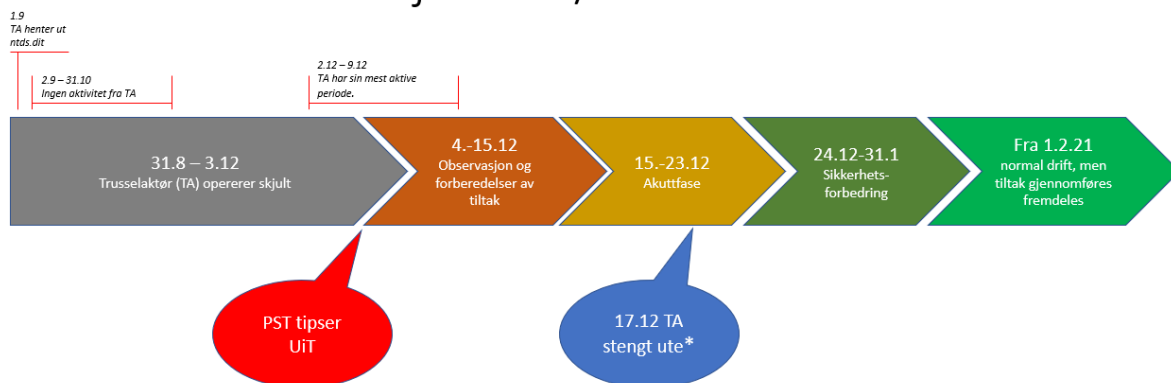 1.9
TA henter ut
ntds.dit
2.9 – 31.10
Ingen aktivitet fra TA
2.12 – 9.12
TA har sin mest aktive
periode.
31.8 – 3.12
Trusselaktør (TA) opererer skjult
4.-15.12
Observasjon og
forberedelser av
tiltak
15.-23.12
Akuttfase
24.12-31.1
Sikkerhets-
forbedring
Fra 1.2.21
normal drift, men
tiltak gjennomføres
fremdeles
PST tipser
UiT
17.12 TA
stengt ute*